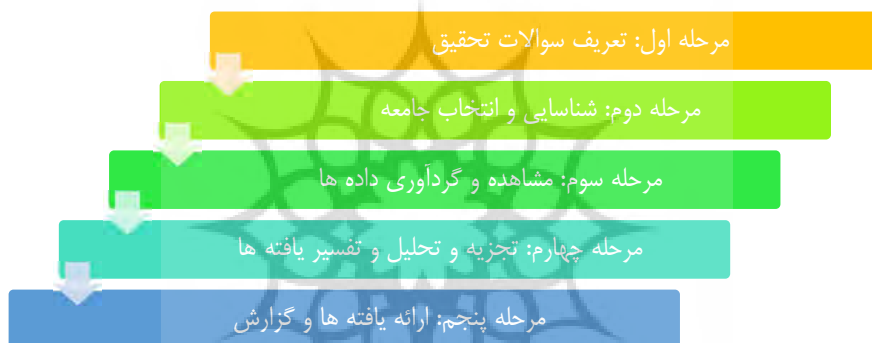 مرحله اول: تعریف سوالات تحقیق
مرحله دوم: شناسایی و انتخاب جامعه
مرحله سوم: مشاهده و گردآوری داده ها
مرحله چهارم: تجزیه و تحلیل و تفسیر یافته ها
مرحله پنجم: ارائه یافته ها و گزارش